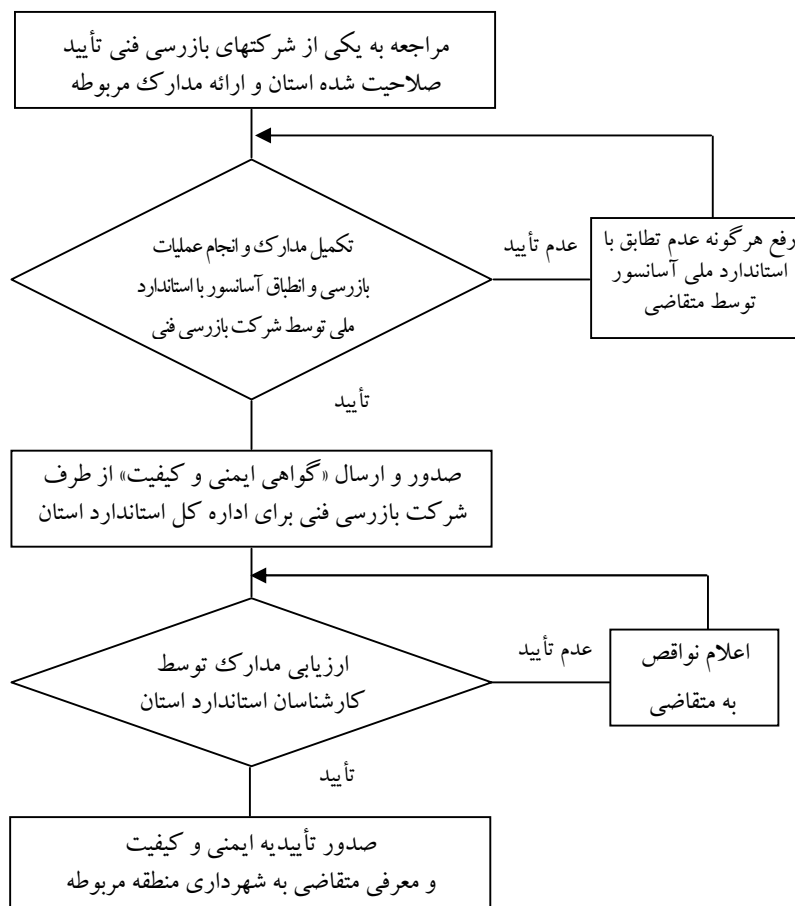 مراجعه به یکی از شرکتهای بازرسی فنی تأیید
صلاحیت شده استان و ارائه مدارک مربوطه
تکمیل مدارک و انجام عملیات
بازرسی و انطباق آسانسور با استاندارد
ملی توسط شرکت بازرسی فنی
عدم تأیید
رفع هرگونه عدم تطابق با
استاندارد ملی آسانسور
توسط متقاضی
تأیید
صدور و ارسال «گواهی ایمنی و کیفیت» از طرف
شرکت بازرسی فنی برای اداره کل استاندارد استان
ارزیابی مدارک توسط
کارشناسان استاندارد استان
عدم تأیید
اعلام نواقص
به متقاضی
تأیید
صدور تأییدیه ایمنی و کیفیت
و معرفی متقاضی به شهرداری منطقه مربوطه